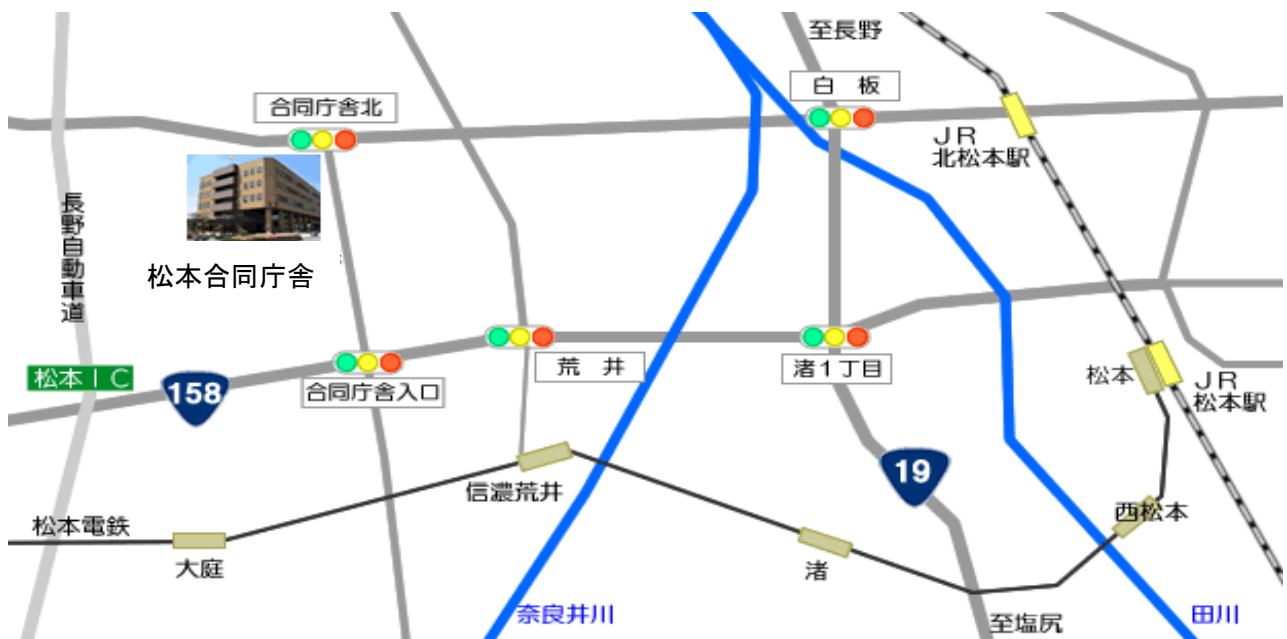 至長野
白 板
合同庁舎北
JR
北松本駅
長野自動車道
松本合同庁舎
荒 井
渚1丁目
松本
JR
松本駅
松本IC
158
合同庁舎入口
19
信濃荒井
西松本
松本電鉄
大庭
渚
奈良井川
至塩尻
田川